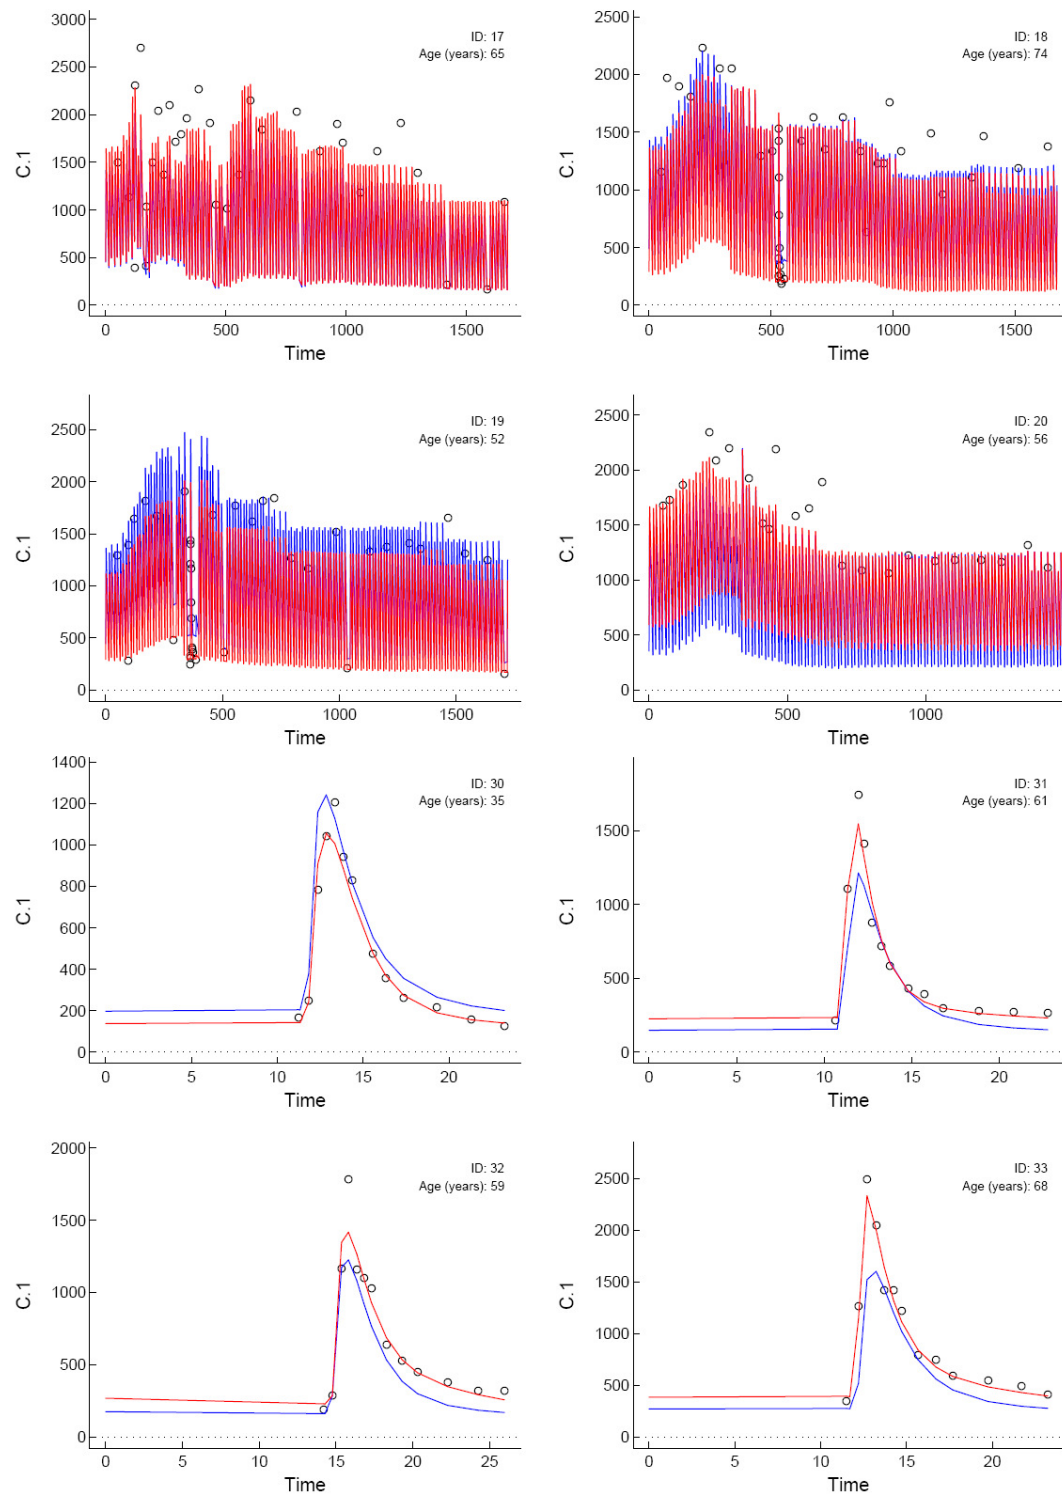 3000
2500
2000
1500
1000
500
0
C.1
ID: 17
Age (years): 65
0 500 1000 1500
Time
2500
2000
1500
1000
500
0
C.1
ID: 18
Age (years): 74
0 500 1000 1500
Time
2500
2000
1500
1000
500
0
C.1
ID: 19
Age (years): 52
0 500 1000 1500
Time
2500
2000
1500
1000
500
0
C.1
ID: 20
Age (years): 56
0 500 1000
Time
1400
1200
1000
800
600
400
200
0
C.1
ID: 30
Age (years): 35
0 5 10 15 20
Time
1500
1000
500
0
C.1
ID: 31
Age (years): 61
0 5 10 15 20
Time
2000
1500
1000
500
0
C.1
ID: 32
Age (years): 59
0 5 10 15 20 25
Time
2500
2000
1500
1000
500
0
C.1
ID: 33
Age (years): 68
0 5 10 15 20
Time